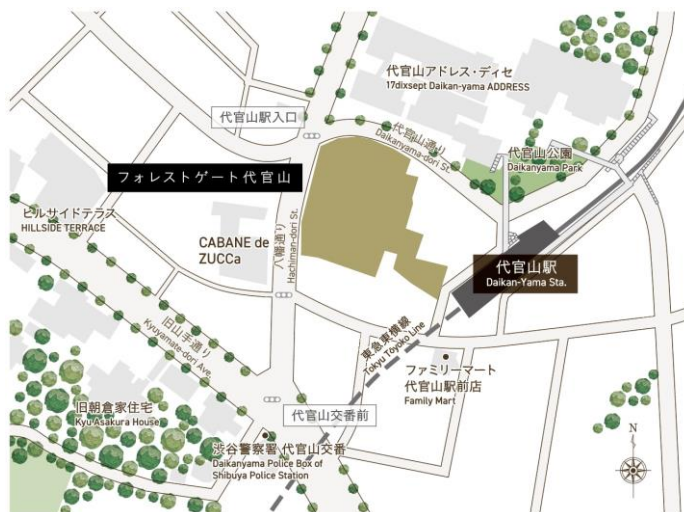 代官山アドレス・ディセ
17dixsept Daikan-yama ADDRESS
代官山駅入口
代官山通り
Daikanyama-dori St.
代官山公園
Daikanyama Park
フォレストゲート代官山
ヒルサイドテラス
HILLSIDE TERRACE
CABANE de
ZUCCa
八幡通り
Hachiman-dori St.
代官山駅
Daikan-Yama Sta.
旧山手通り
Kyuyamate-dori Ave.
東急東横線
Tokyu Toyoko Line
ファミリーマート
代官山駅前店
Family Mart
旧朝倉家住宅
Kyu Asakura House
代官山交番前
渋谷警察署 代官山交番
Daikanyama Police Box of
Shibuya Police Station
N